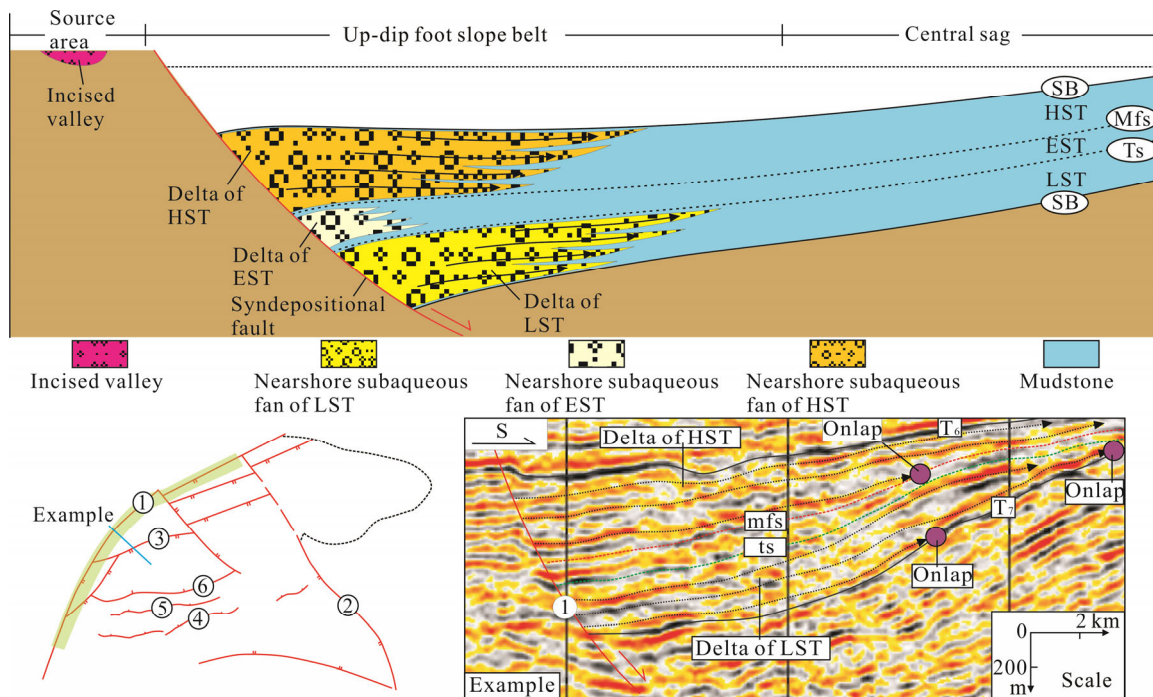 Source
area
Up-dip foot slope belt
Central sag
Incised
valley
SB
HST
Mfs
EST
Ts
LST
SB
Delta of
HST
Delta of
EST
Syndepositional
fault
Delta of
LST
Incised valley
Nearshore subaqueous
fan of LST
Nearshore subaqueous
fan of EST
Nearshore subaqueous
fan of HST
Mudstone
①
Example
③
⑥
⑤
④
②
S
Delta of HST
Onlap
T₆
mfs
ts
T₇
Onlap
Onlap
1
Delta of LST
Example
0
2 km
200
m
Scale